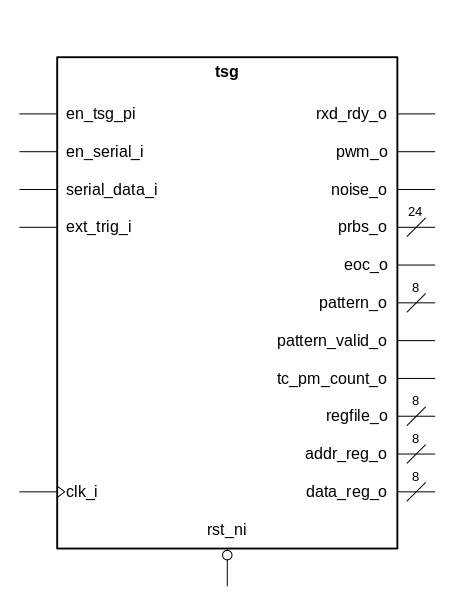 tsg
en_tsg_pi
rxd_rdy_o
en_serial_i
pwm_o
serial_data_i
noise_o
ext_trig_i
prbs_o
24
eoc_o
pattern_o
8
pattern_valid_o
tc_pm_count_o
regfile_o
8
addr_reg_o
8
clk_i
data_reg_o
8
rst_ni